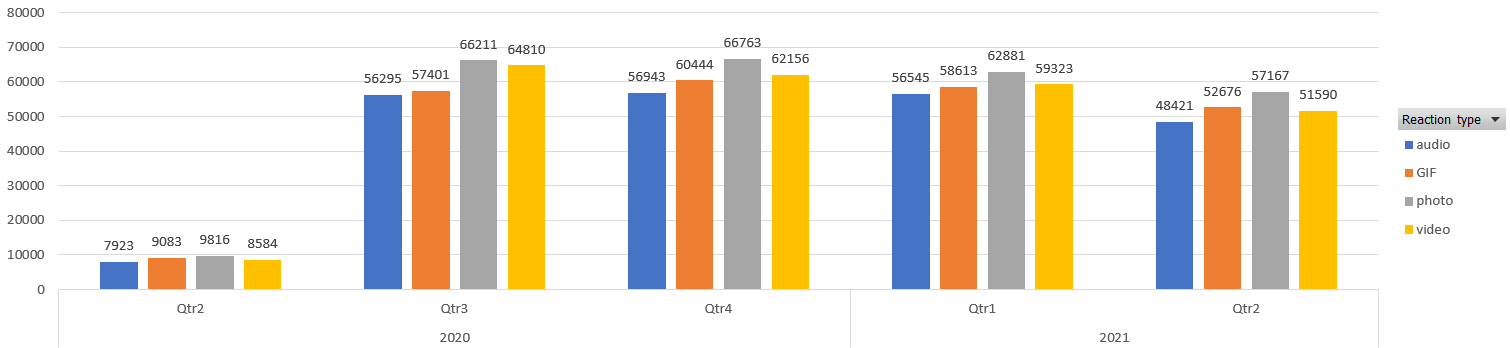 80000
70000
60000
50000
40000
30000
20000
10000
0
7923 9083 9816 8584
56295 57401 66211 64810
56943 60444 66763 62156
56545 58613 62881 59323
48421 52676 57167 51590
Qtr2 Qtr3 Qtr4 Qtr1 Qtr2
2020 2021
Reaction type
audio
GIF
photo
video